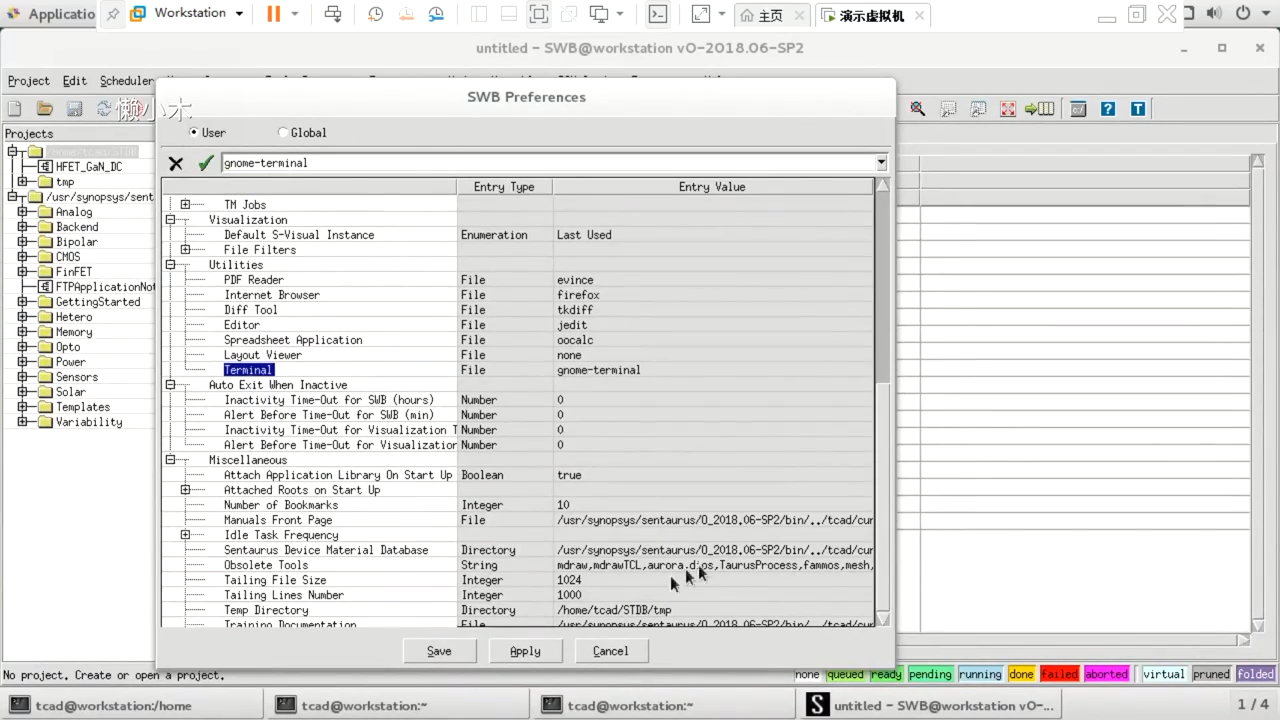 Applicatio Workstation 主页 演示虚拟机
untitled – SWB@workstation vO-2018.06-SP2
Project Edit Scheduler
懒小木
SWB Preferences
Projects
User Global
gnome-terminal
Entry Type Entry Value
HFET_GaN_DC
tmp
/usr/synopsys/sent
Analog
Backend
Bipolar
CMOS
FinFET
FTPApplicationNot
GettingStarted
Hetero
Memory
Opto
Power
Sensors
Solar
Templates
Variability
TM Jobs
Visualization
Default S-Visual Instance Enumeration Last Used
File Filters
Utilities
PDF Reader File evince
Internet Browser File firefox
Diff Tool File tkdiff
Editor File jedit
Spreadsheet Application File oocalc
Layout Viewer File none
Terminal File gnome-terminal
Auto Exit When Inactive
Inactivity Time-Out for SWB (hours) Number 0
Alert Before Time-Out for SWB (min) Number 0
Inactivity Time-Out for Visualization T Number 0
Alert Before Time-Out for Visualization Number 0
Miscellaneous
Attach Application Library On Start Up Boolean true
Attached Roots on Start Up
Number of Bookmarks Integer 10
Manuals Front Page File /usr/synopsys/sentaurus/O_2018.06-SP2/bin/../tcad/cur
Idle Task Frequency
Sentaurus Device Material Database Directory /usr/synopsys/sentaurus/O_2018.06-SP2/bin/../tcad/cur
Obsolete Tools String mdraw,mdrawTCL,aurora,dios,TaurusProcess,fammos,mesh,
Tailing File Size Integer 1024
Tailing Lines Number Integer 1000
Temp Directory Directory /home/tcad/STDB/tmp
Training Documentation File /usr/synopsys/sentaurus/O_2018.06-SP2/bin/../tcad/cur
Save Apply Cancel
No project. Create or open a project. none queued ready pending running done failed aborted virtual pruned folded
tcad@workstation:/home tcad@workstation:~ tcad@workstation:~ untitled – SWB@workstation vO-... 1 / 4